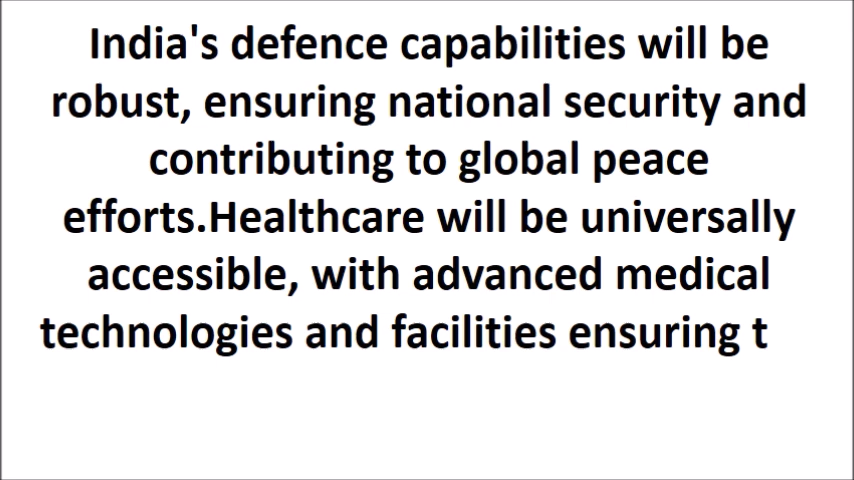 India's defence capabilities will be
robust, ensuring national security and
contributing to global peace
efforts.Healthcare will be universally
accessible, with advanced medical
technologies and facilities ensuring t